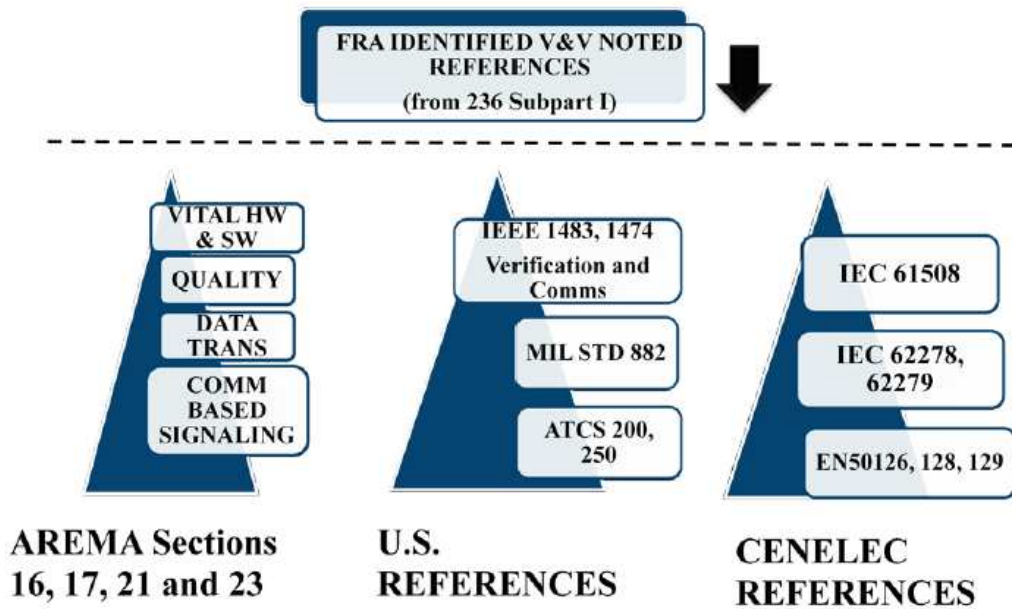 FRA IDENTIFIED V&V NOTED
REFERENCES
(from 236 Subpart I)
VITAL HW
& SW
QUALITY
DATA
TRANS
COMM
BASED
SIGNALING
AREMA Sections
16, 17, 21 and 23
IEEE 1483, 1474
Verification and
Comms
MIL STD 882
ATCS 200,
250
U.S.
REFERENCES
IEC 61508
IEC 62278,
62279
EN50126, 128, 129
CENELEC
REFERENCES